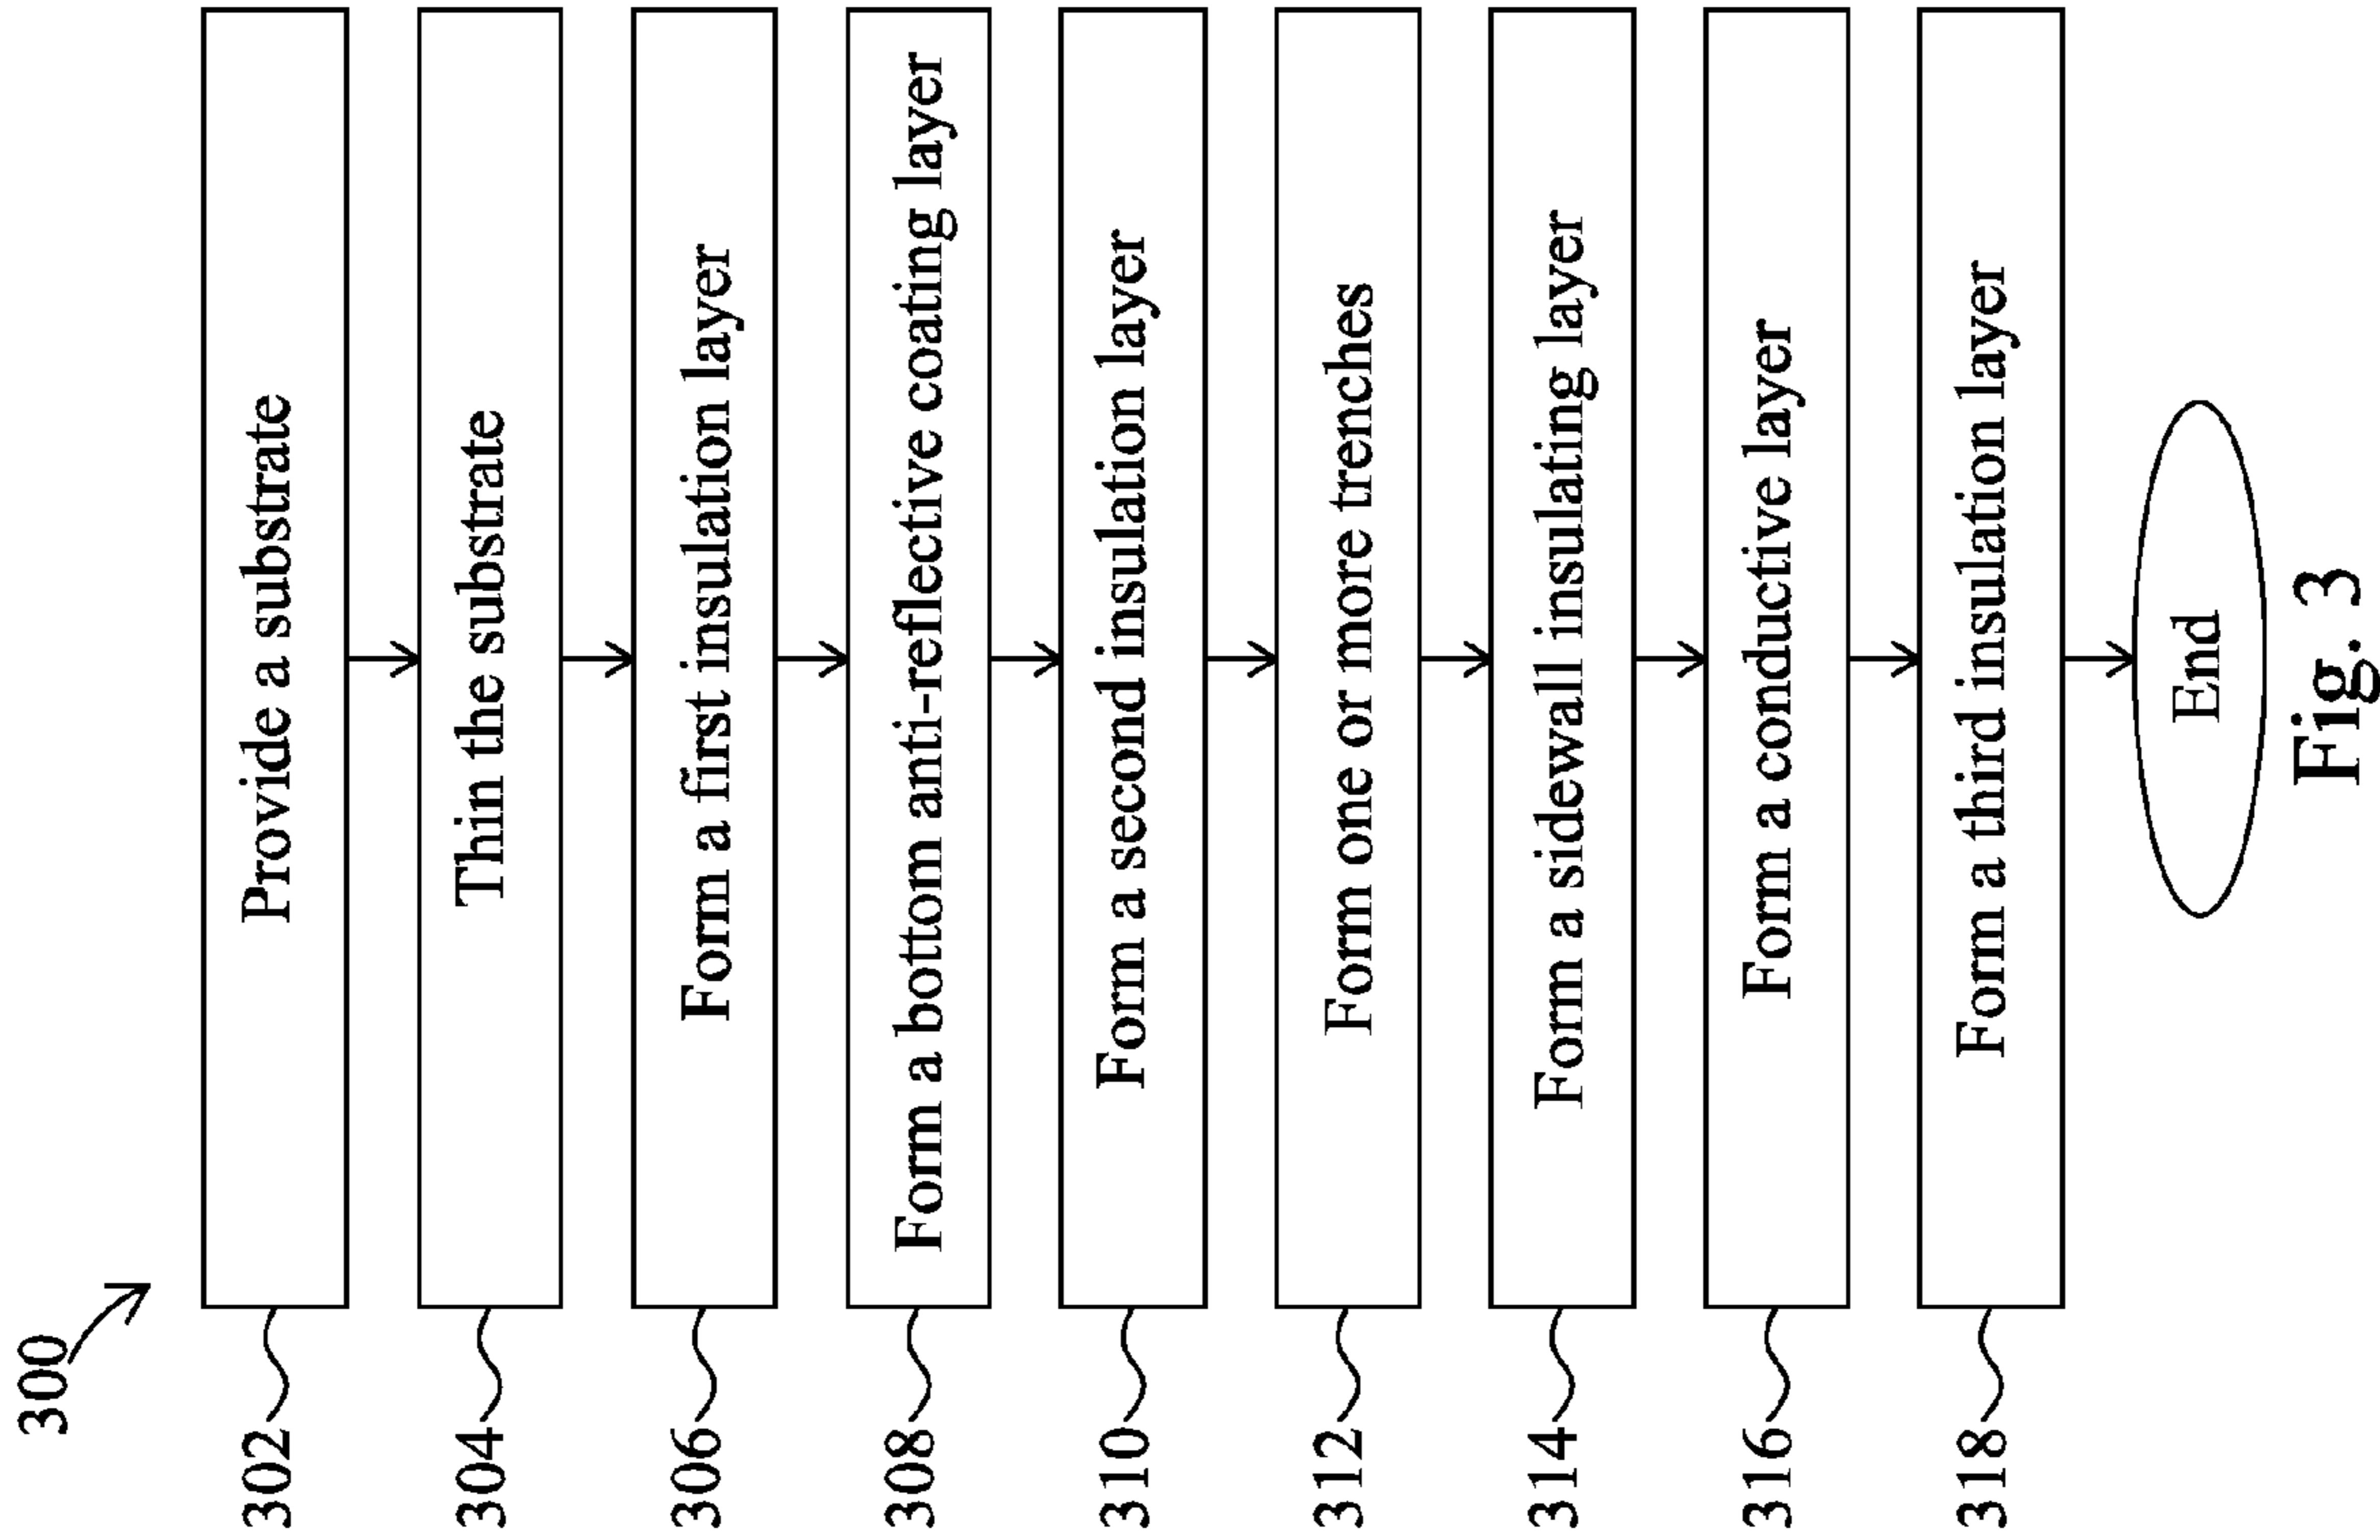 300
302
Provide a substrate
304
Thin the substrate
306
Form a first insulation layer
308
Form a bottom anti-reflective coating layer
310
Form a second insulation layer
312
Form one or more trenches
314
Form a sidewall insulating layer
316
Form a conductive layer
318
Form a third insulation layer
End
Fig. 3